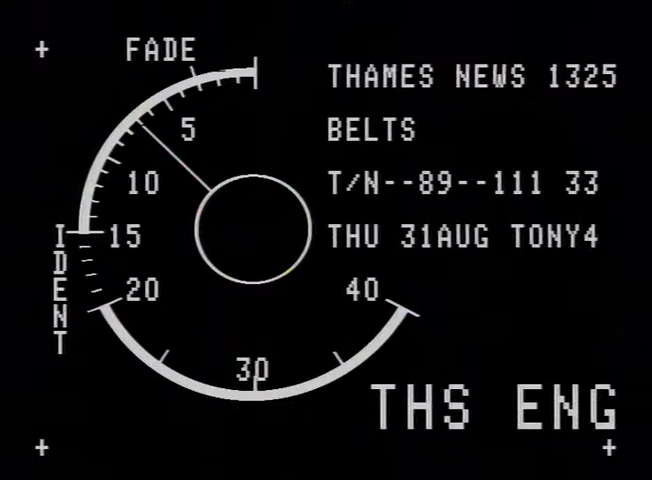 FADE
THAMES NEWS 1325
BELTS
T/N--89--111 33
THU 31AUG TONY4
5
10
15
20
30
40
IDENT
THS ENG